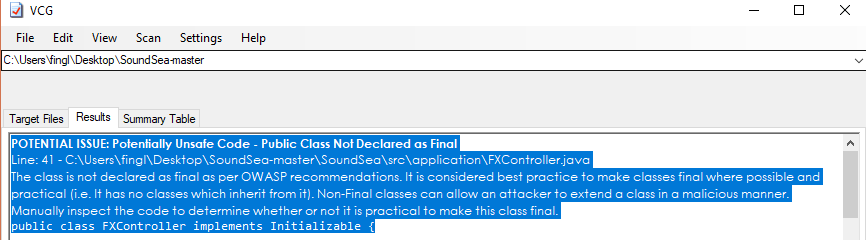 VCG
File Edit View Scan Settings Help
C:\Users\fingl\Desktop\SoundSea-master
Target Files Results Summary Table
POTENTIAL ISSUE: Potentially Unsafe Code - Public Class Not Declared as Final
Line: 41 - C:\Users\fingl\Desktop\SoundSea-master\SoundSea\src\application\FXController.java
The class is not declared as final as per OWASP recommendations. It is considered best practice to make classes final where possible and
practical (i.e. It has no classes which inherit from it). Non-Final classes can allow an attacker to extend a class in a malicious manner.
Manually inspect the code to determine whether or not it is practical to make this class final.
public class FXController implements Initializable {